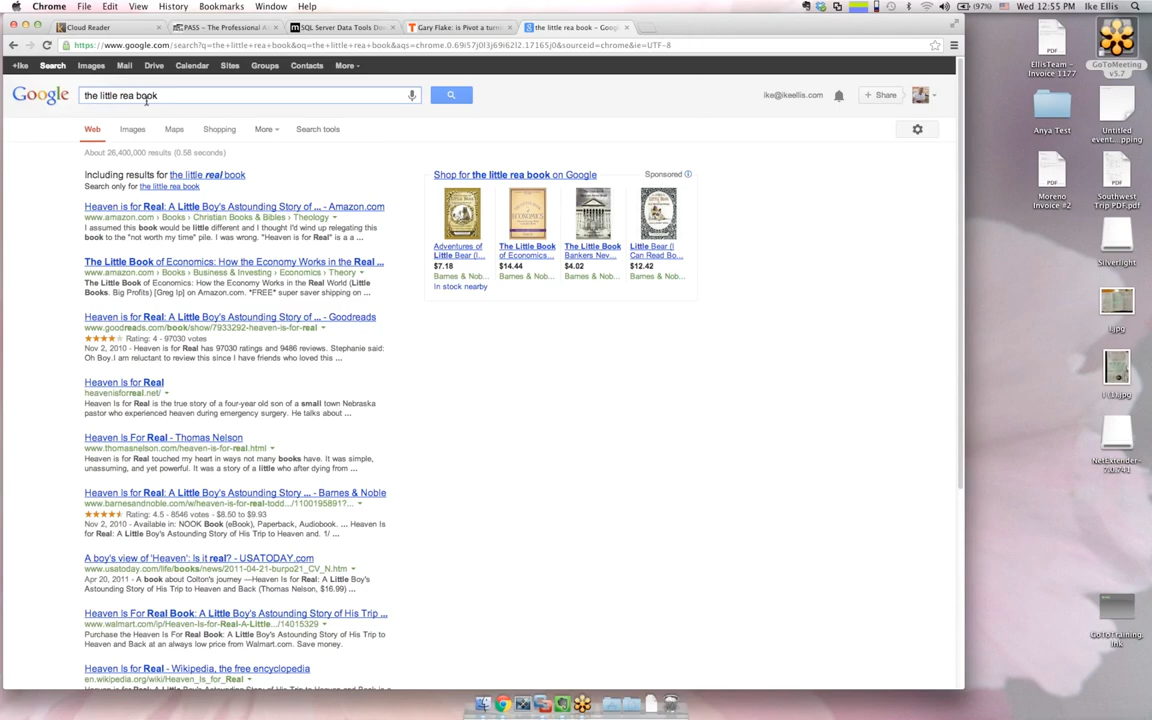 Chrome File Edit View History Bookmarks Window Help (97%) Wed 12:55 PM Ike Ellis
Cloud Reader PASS – The Professional A SQL Server Data Tools Do Gary Flake: is Pivot a turn the little rea book – Goog
https://www.google.com/search?q=the+little+rea+book&oq=the+little+rea+book&aqs=chrome.0.69i57j0l3j69i62l2.17165j0&sourceid=chrome&ie=UTF-8
+Ike Search Images Mail Drive Calendar Sites Groups Contacts More
Google the little rea book ike@ikeellis.com + Share
Web Images Maps Shopping More Search tools
About 26,400,000 results (0.56 seconds)
Including results for the little real book
Search only for the little rea book
Heaven is for Real: A Little Boy's Astounding Story of ... - Amazon.com
www.amazon.com › Books › Christian Books & Bibles › Theology
I assumed this book would be little different and I thought I'd wind up relegating this
book to the "not worth my time" pile. I was wrong. "Heaven is for Real" is a a ...
The Little Book of Economics: How the Economy Works in the Real ...
www.amazon.com › Books › Business & Investing › Economics › Theory
The Little Book of Economics: How the Economy Works in the Real World (Little
Books. Big Profits) [Greg Ip] on Amazon.com. *FREE* super saver shipping on ...
Heaven is for Real: A Little Boy's Astounding Story of ... - Goodreads
www.goodreads.com/book/show/7933292-heaven-is-for-real
Rating: 4 - 97030 votes
Nov 2, 2010 - Heaven is for Real has 97030 ratings and 9486 reviews. Stephanie said:
Oh Boy.I am reluctant to review this since I have friends who loved this ...
Heaven Is for Real
heavenisforreal.net/
Heaven Is for Real is the true story of a four-year old son of a small town Nebraska
pastor who experienced heaven during emergency surgery. He talks about ...
Heaven Is For Real - Thomas Nelson
www.thomasnelson.com/heaven-is-for-real.html
Heaven is for Real touched my heart in ways not many books have. It was simple,
unassuming, and yet powerful. It was a story of a little who after dying from ...
Heaven is for Real: A Little Boy's Astounding Story ... - Barnes & Noble
www.barnesandnoble.com/w/heaven-is-for-real-todd.../1100195891?...
Rating: 4.5 - 8546 votes - $8.50 to $9.93
Nov 2, 2010 - Available in: NOOK Book (eBook), Paperback, Audiobook. ... Heaven Is
for Real: A Little Boy's Astounding Story of His Trip to Heaven and. 1/ ...
A boy's view of 'Heaven': Is it real? - USATODAY.com
www.usatoday.com/life/books/news/2011-04-21-burpo21_CV_N.htm
Apr 20, 2011 - A book about Colton's journey —Heaven Is for Real: A Little Boy's
Astounding Story of His Trip to Heaven and Back (Thomas Nelson, $16.99) ...
Heaven Is For Real Book: A Little Boy's Astounding Story of His Trip ...
www.walmart.com/ip/Heaven-Is-for-Real-A-Little.../14015329
Purchase the Heaven Is For Real Book: A Little Boy's Astounding Story of His Trip to
Heaven and Back at an always low price from Walmart.com. Save money.
Heaven Is for Real - Wikipedia, the free encyclopedia
en.wikipedia.org/wiki/Heaven_Is_for_Real
Shop for the little rea book on Google Sponsored
Adventures of The Little Book The Little Book Little Bear (I
Little Bear (I... of Economics... Bankers Nev... Can Read Bo...
$7.18 $14.44 $4.02 $12.42
Barnes & Nob... Barnes & Nob... Barnes & Nob... Barnes & Nob...
In stock nearby
EllisTeam –
Invoice 1177
GoToMeeting
v5.7
Anya Test
Untitled
event....pping
PDF
Moreno
Invoice #2
PDF
Southwest
Trip PDF.pdf
Silverlight
1.jpg
1 (1).jpg
NetExtender-
7.0.741
GoToTraining.
lnk